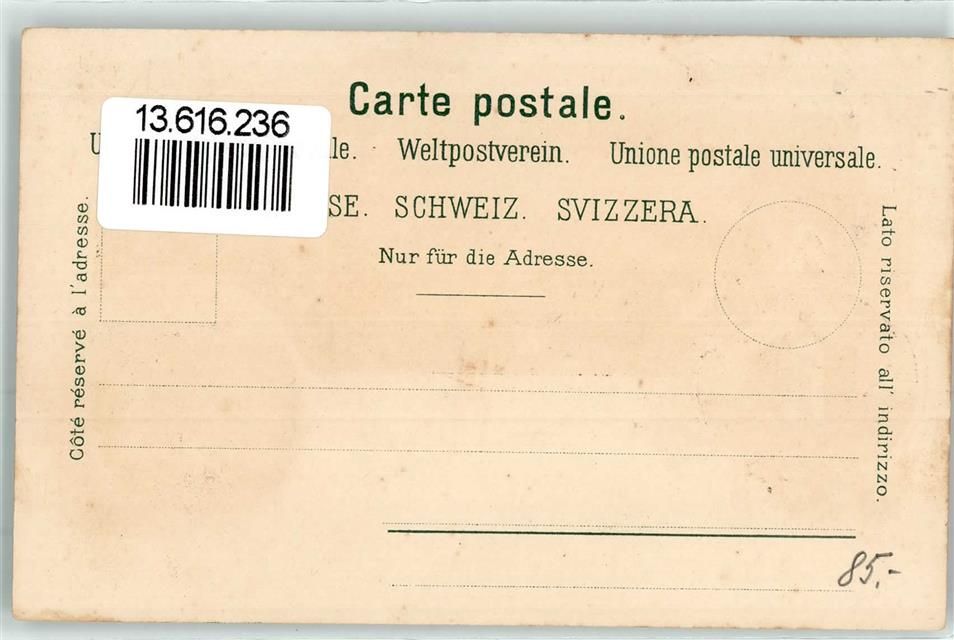 Carte postale.
13.616.236
U le. Weltpostverein. Unione postale universale.
SE. SCHWEIZ. SVIZZERA.
Nur für die Adresse.
Côté réservé à l'adresse.
Lato riservato all' indirizzo.
85.-